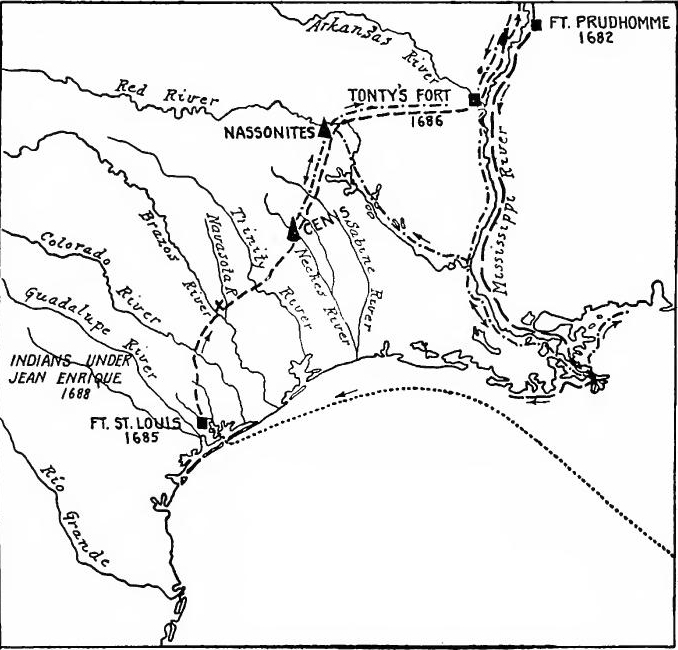 FT. PRUDHOMME
1682
Arkansas
River
Red River
TONTY'S FORT
1686
NASSONITES
Mississippi River
CENIS
Brazos
River
Navasota R
Trinity
River
Neches River
Sabine
River
Colorado
River
Guadalupe
River
INDIANS UNDER
JEAN ENRIQUE
1688
FT. ST. LOUIS
1685
Río
Grande